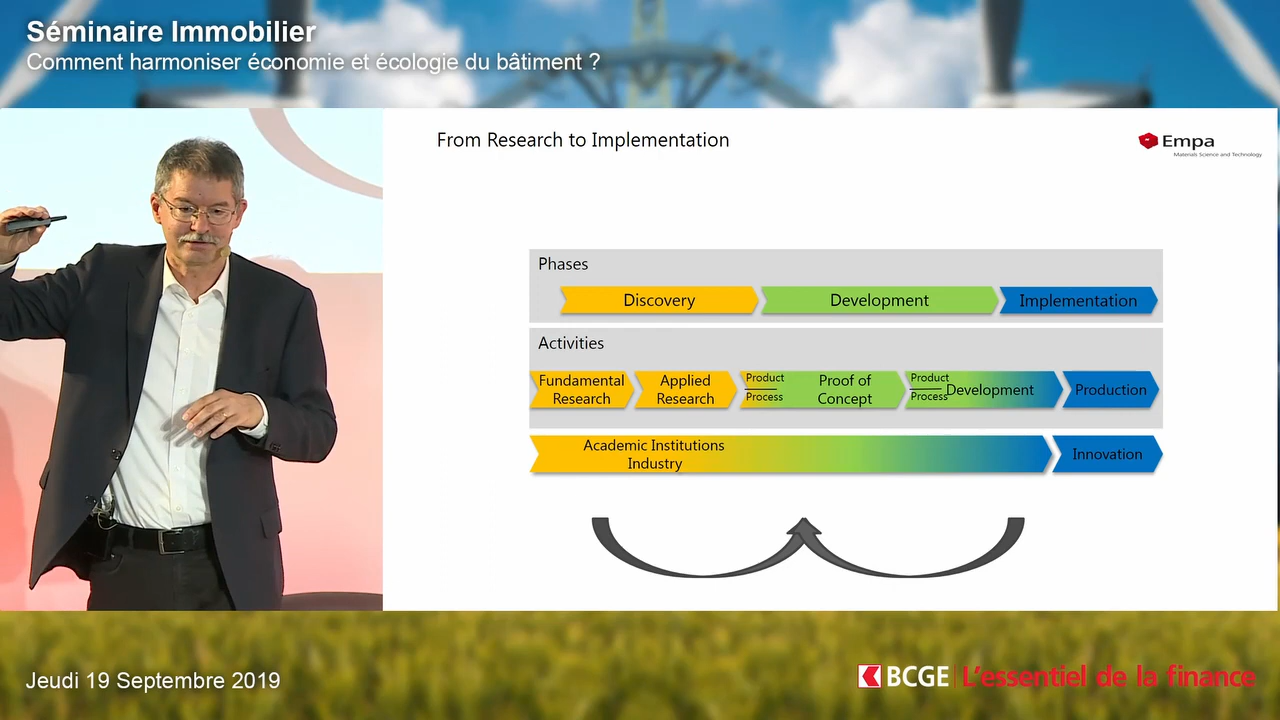 Séminaire Immobilier
Comment harmoniser économie et écologie du bâtiment ?
From Research to Implementation
Empa
Materials Science and Technology
Phases
Discovery
Development
Implementation
Activities
Fundamental
Research
Applied
Research
Product
Process
Proof of
Concept
Product
Process
Development
Production
Academic Institutions
Industry
Innovation
Jeudi 19 Septembre 2019
BCGE L'essentiel de la finance